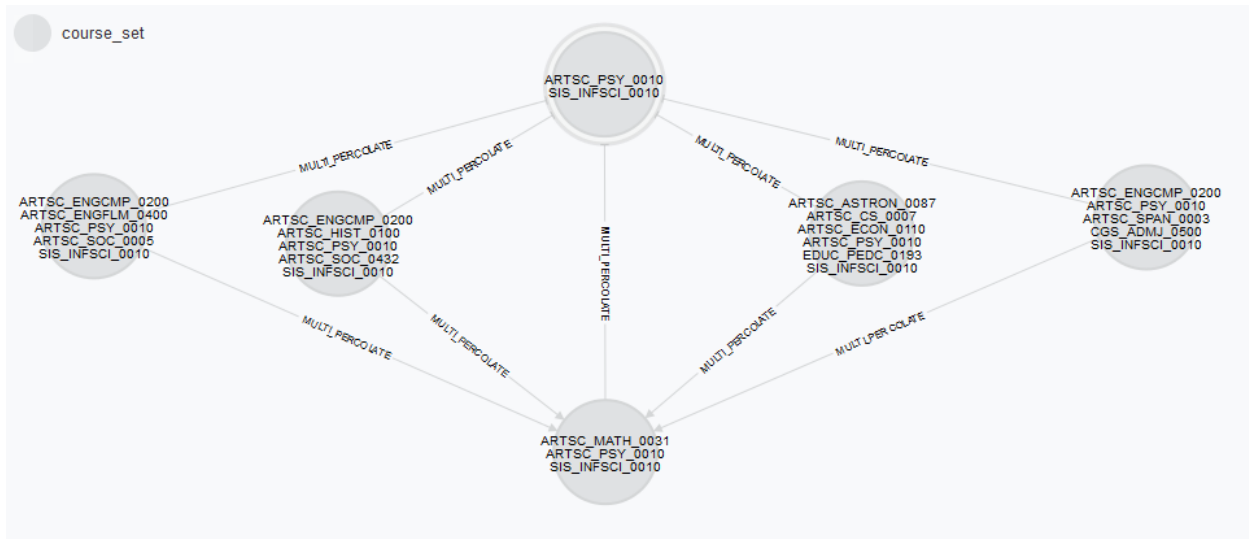 course_set
ARTSC_PSY_0010
SIS_INFSCI_0010
MULTI_PERCOLATE
MULTI_PERCOLATE
MULTI_PERCOLATE
MULTI_PERCOLATE
ARTSC_ENGCMP_0200
ARTSC_ENGFLM_0400
ARTSC_PSY_0010
ARTSC_SOC_0005
SIS_INFSCI_0010
ARTSC_ENGCMP_0200
ARTSC_HIST_0100
ARTSC_PSY_0010
ARTSC_SOC_0432
SIS_INFSCI_0010
MULTI_PERCOLATE
ARTSC_ASTRON_0087
ARTSC_CS_0007
ARTSC_ECON_0110
ARTSC_PSY_0010
EDUC_PEDC_0193
SIS_INFSCI_0010
ARTSC_ENGCMP_0200
ARTSC_PSY_0010
ARTSC_SPAN_0003
CGS_ADMJ_0500
SIS_INFSCI_0010
MULTI_PERCOLATE
MULTI_PERCOLATE
MULTI_PERCOLATE
MULTI_PERCOLATE
ARTSC_MATH_0031
ARTSC_PSY_0010
SIS_INFSCI_0010